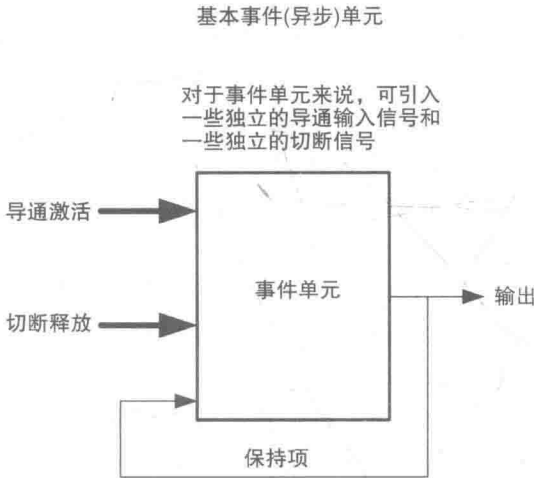 基本事件(异步)单元
对于事件单元来说，可引入
一些独立的导通输入信号和
一些独立的切断信号
导通激活
事件单元
输出
切断释放
保持项